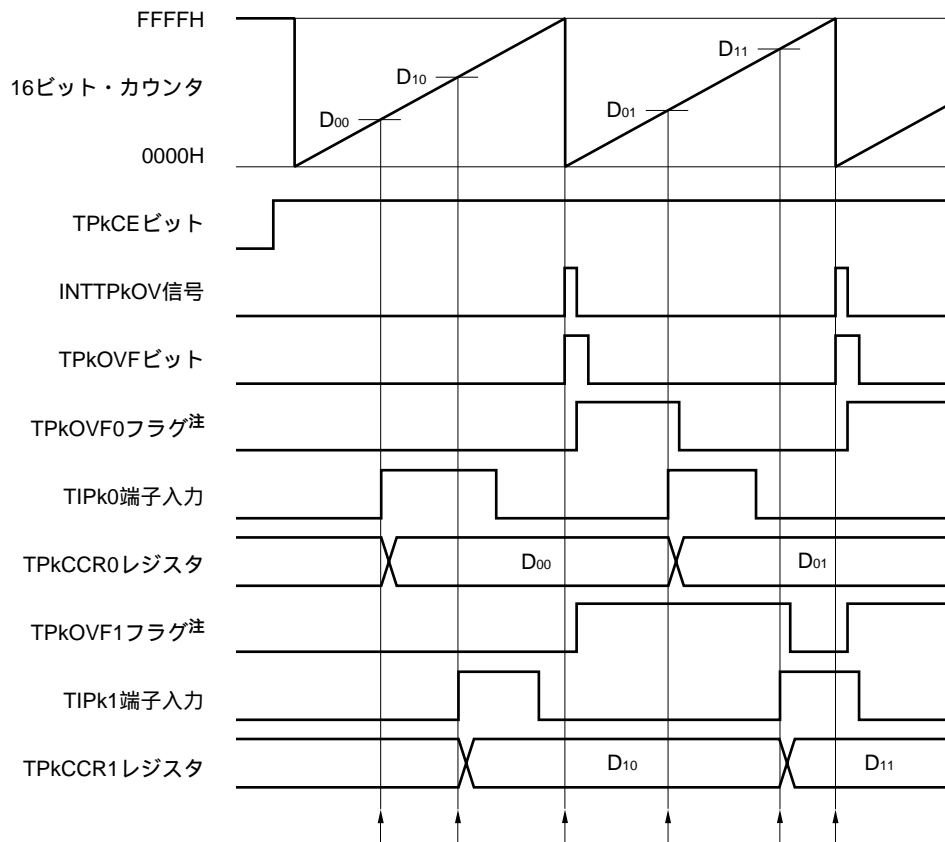 FFFFH
16ビット・カウンタ
0000H
D10
D00
D11
D01
TPkCEビット
INTTPkOV信号
TPkOVFビット
TPkOVF0フラグ注
TIPk0端子入力
TPkCCR0レジスタ
D00
D01
TPkOVF1フラグ注
TIPk1端子入力
TPkCCR1レジスタ
D10
D11